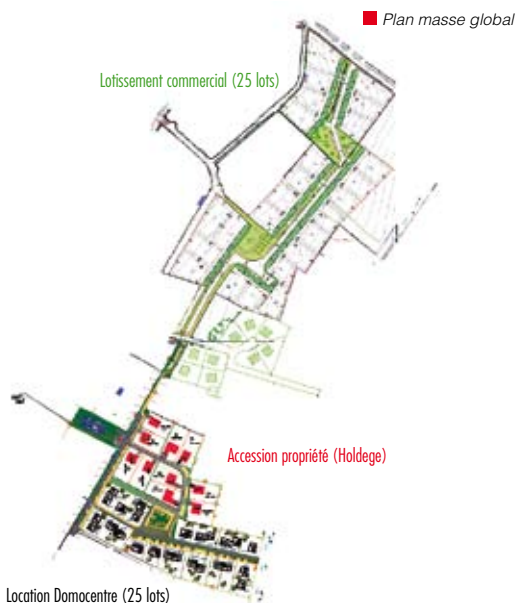 Plan masse global
Lotissement commercial (25 lots)
Accession propriété (Holdege)
Location Domocentre (25 lots)